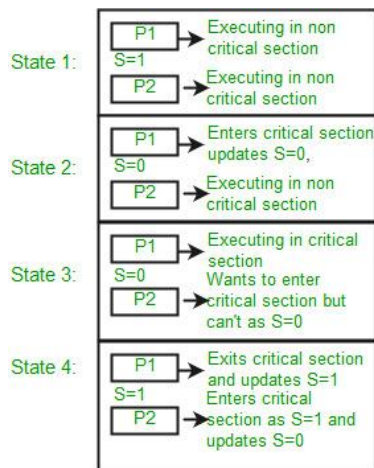 State 1:
P1
Executing in non
critical section
S=1
P2
Executing in non
critical section
State 2:
P1
Enters critical section
updates S=0,
S=0
P2
Executing in non
critical section
State 3:
P1
Executing in critical
section
S=0
P2
Wants to enter
critical section but
can't as S=0
State 4:
P1
Exits critical section
and updates S=1
S=1
P2
Enters critical
section as S=1 and
updates S=0